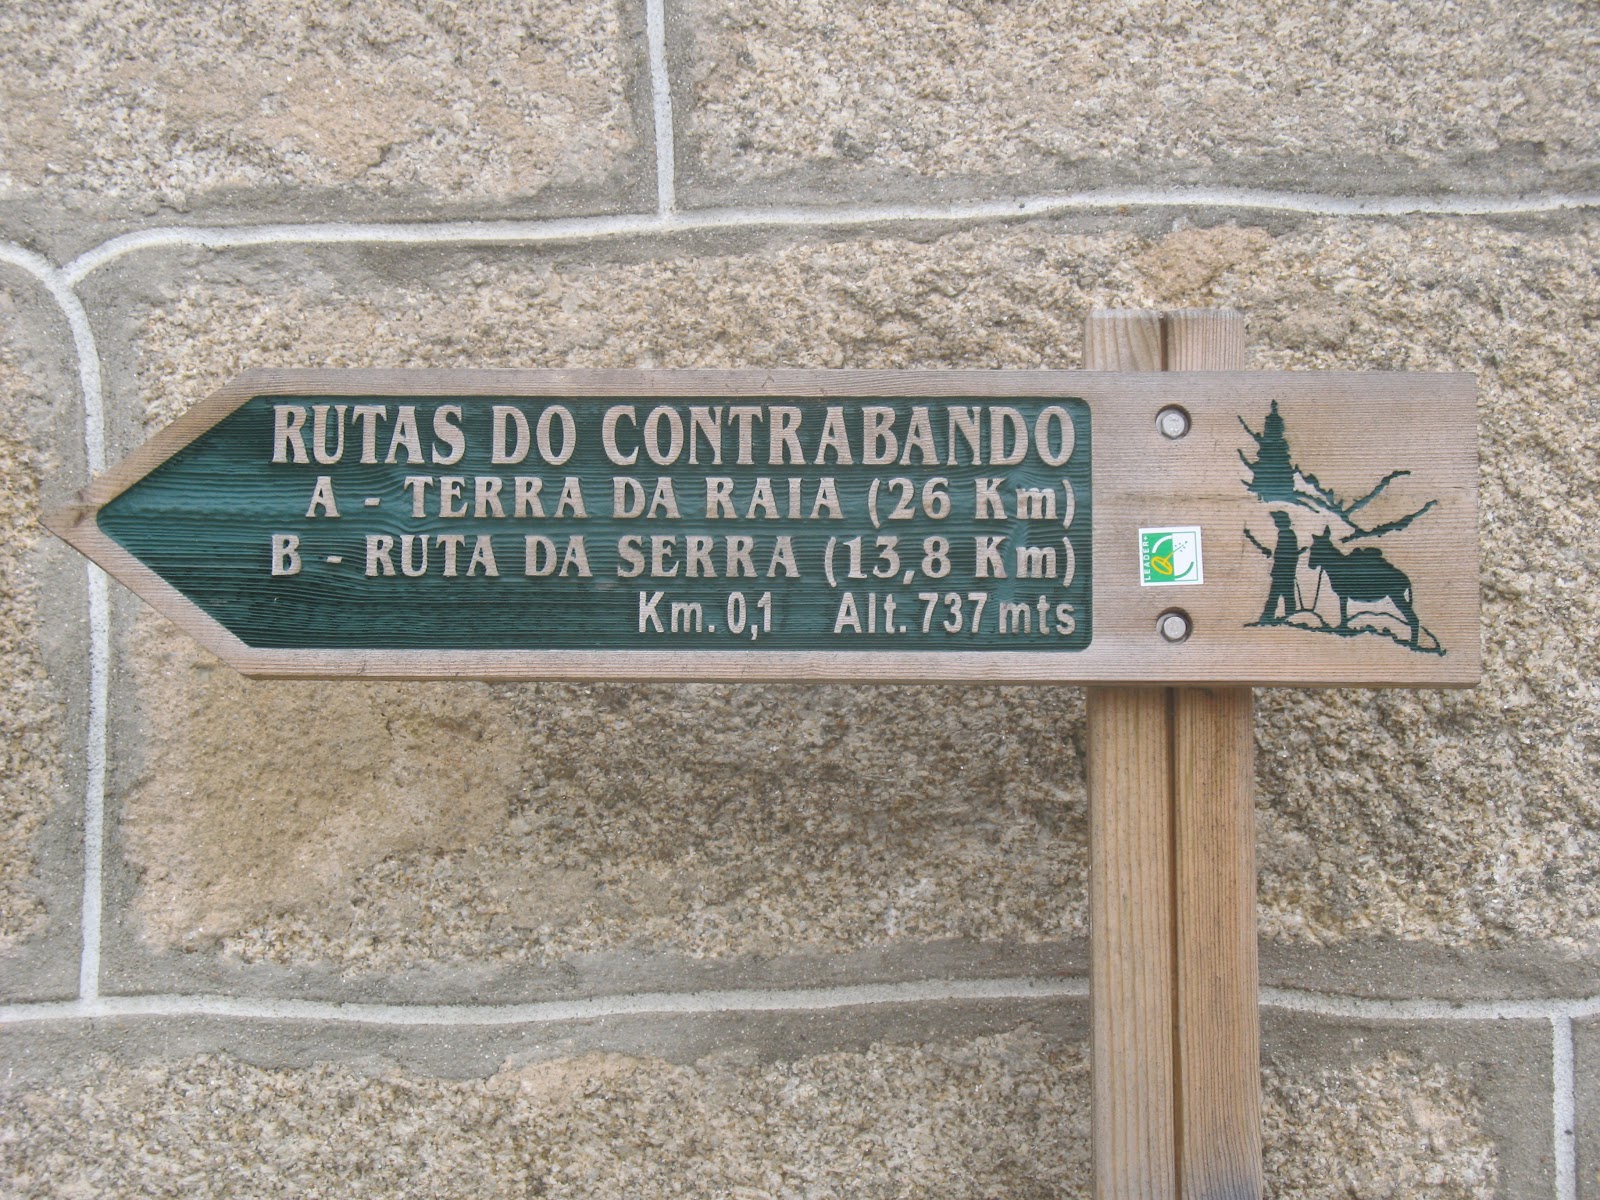 RUTAS DO CONTRABANDO
A - TERRA DA RAIA (26 Km)
B - RUTA DA SERRA (13,8 Km)
Km. 0,1 Alt. 737 mts
LEADER+